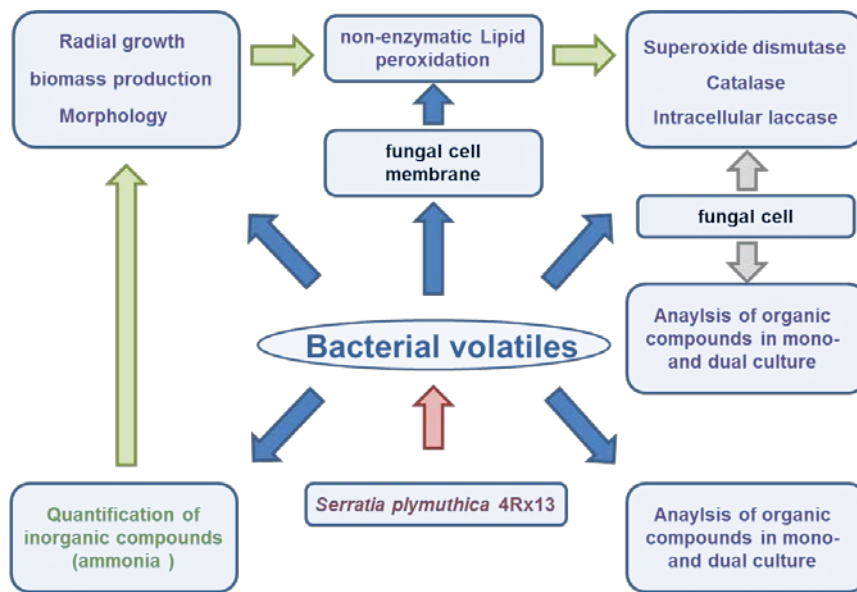 Radial growth
biomass production
Morphology
non-enzymatic Lipid
peroxidation
Superoxide dismutase
Catalase
Intracellular laccase
fungal cell
membrane
fungal cell
Bacterial volatiles
Anaylsis of organic
compounds in mono-
and dual culture
Quantification of
inorganic compounds
(ammonia )
Serratia plymuthica 4Rx13
Anaylsis of organic
compounds in mono-
and dual culture